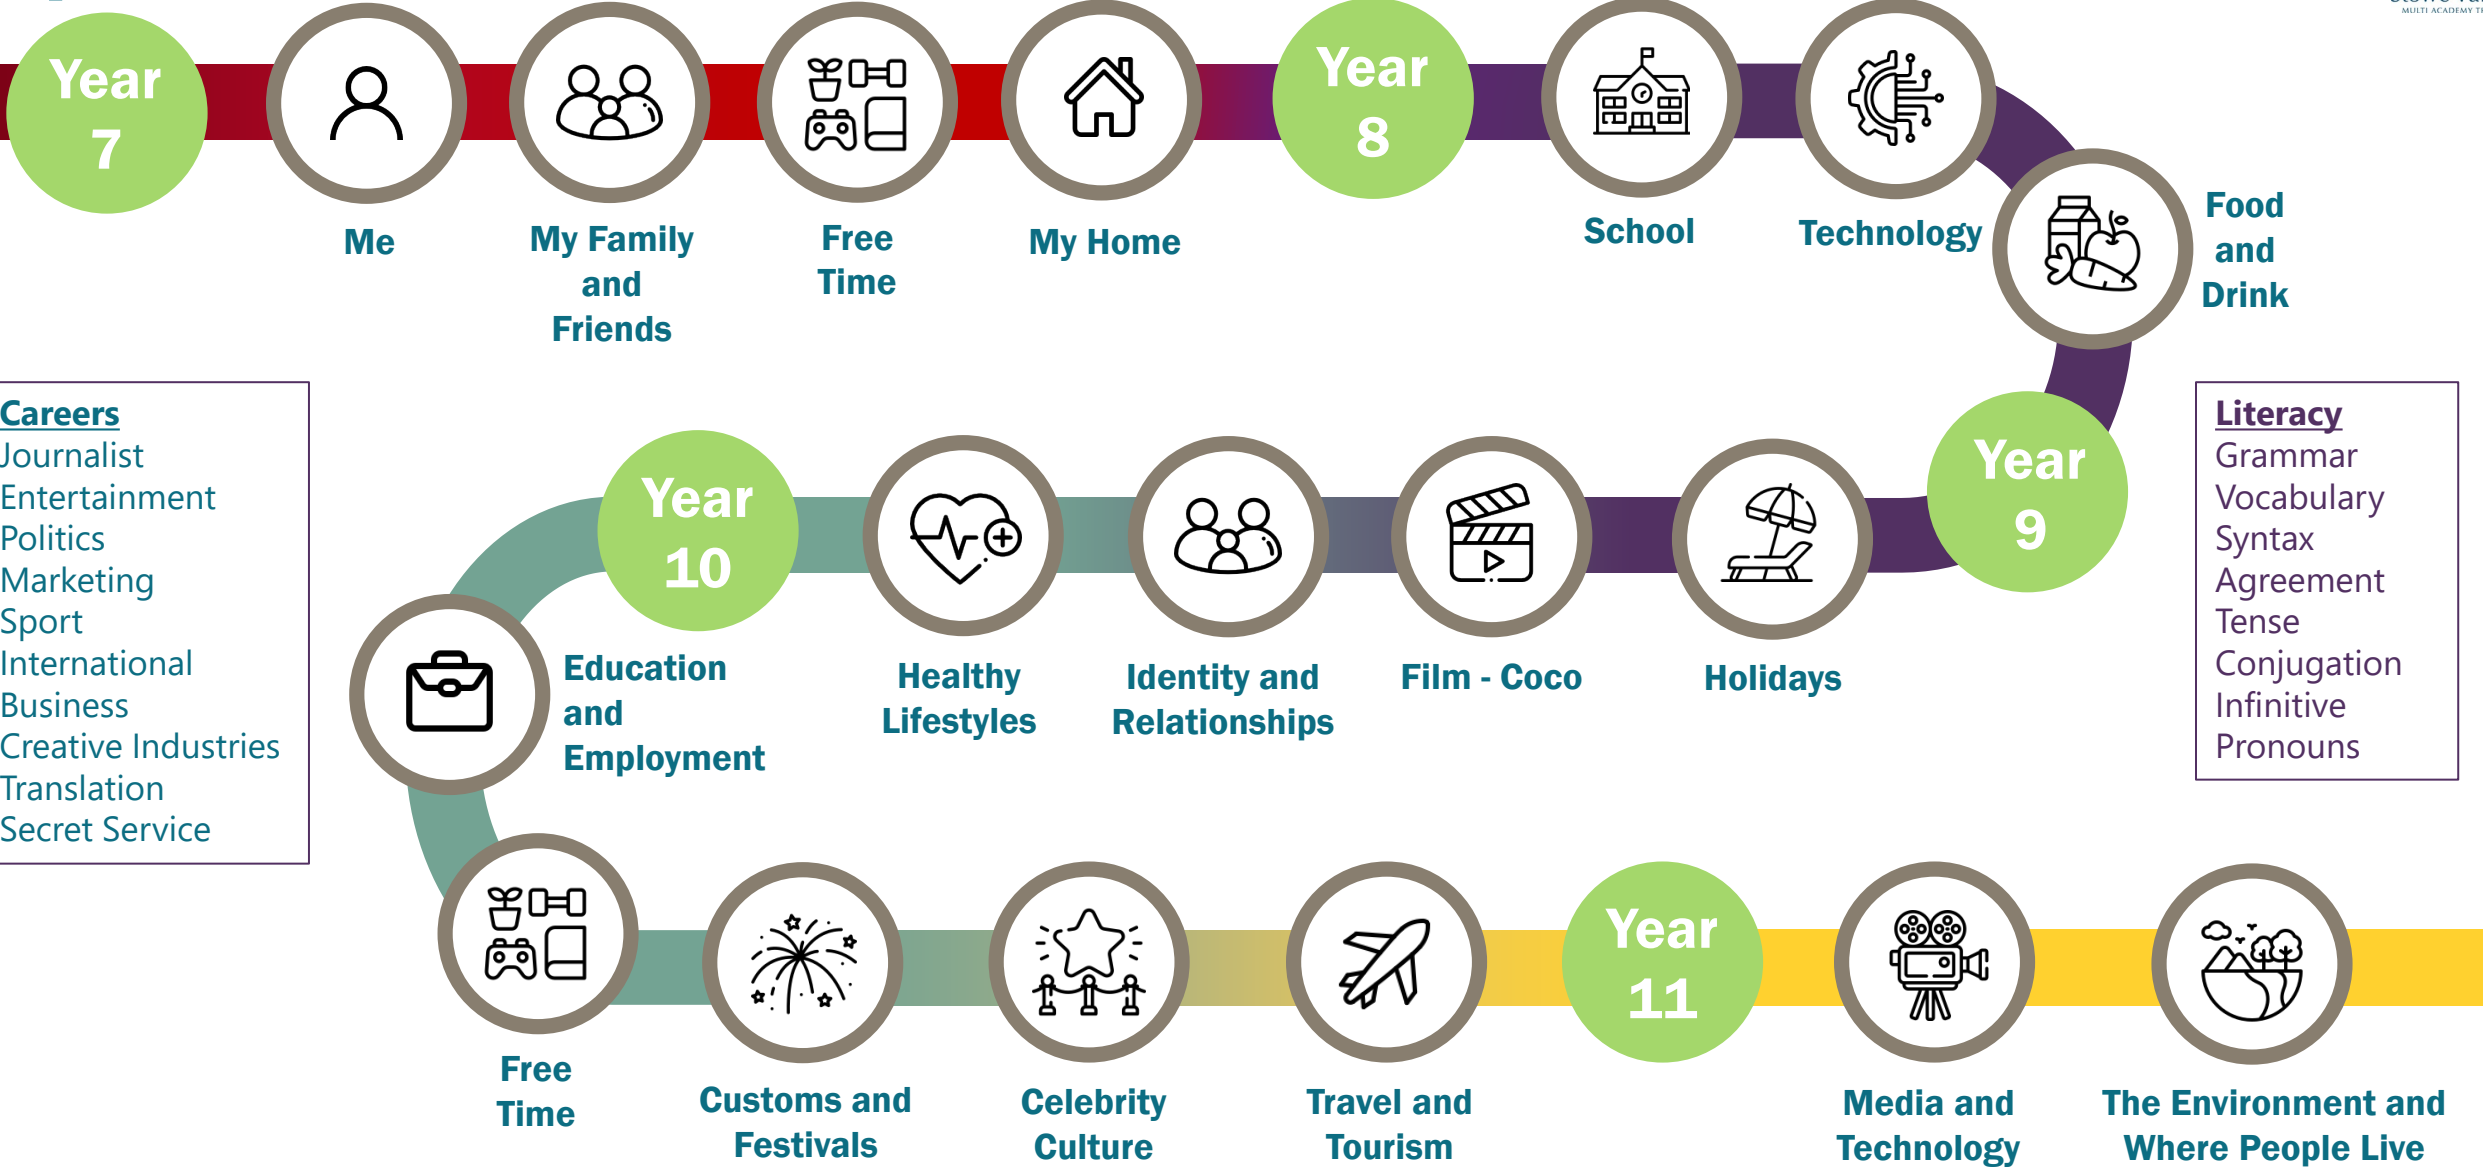 MULTI ACADEMY
Year
7
Me
My Family
and
Friends
Free
Time
My Home
Year
8
School
Technology
Food
and
Drink
Year
9
Holidays
Film - Coco
Identity and
Relationships
Healthy
Lifestyles
Year
10
Education
and
Employment
Free
Time
Customs and
Festivals
Celebrity
Culture
Travel and
Tourism
Year
11
Media and
Technology
The Environment and
Where People Live
Careers
Journalist
Entertainment
Politics
Marketing
Sport
International
Business
Creative Industries
Translation
Secret Service
Literacy
Grammar
Vocabulary
Syntax
Agreement
Tense
Conjugation
Infinitive
Pronouns